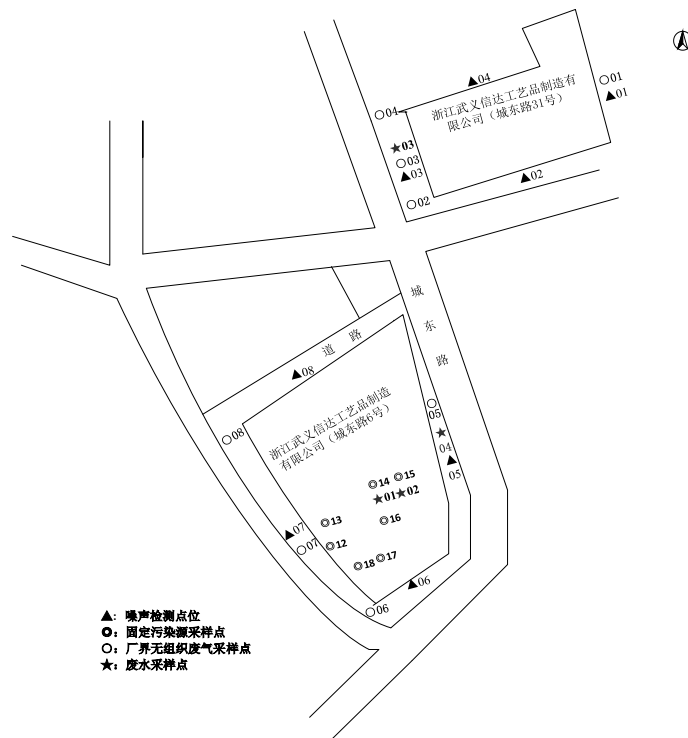 ▲04
○01
▲01
浙江武义信达工艺品制造有
限公司（城东路31号）
○04
★03
○03
▲03
▲02
○02
城
东
路
道 路
▲08
○08
浙江武义信达工艺品制造
有限公司（城东路6号）
○
05
★
04
▲
05
◎14 ◎15
★01★02
◎13
◎16
▲07
○07
◎12
◎18◎17
▲06
○06
▲：噪声检测点位
◎：固定污染源采样点
○：厂界无组织废气采样点
★：废水采样点